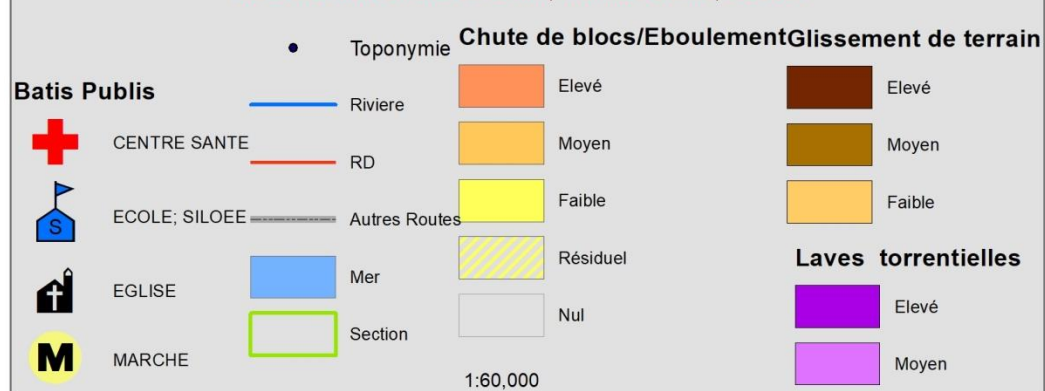 Batis Publis
CENTRE SANTE
S
ECOLE; SILOEE
EGLISE
M
MARCHE
Toponymie
Riviere
RD
Autres Routes
Mer
Section
Chute de blocs/Eboulement
Elevé
Moyen
Faible
Résiduel
Nul
1:60,000
Glissement de terrain
Elevé
Moyen
Faible
Laves torrentielles
Elevé
Moyen